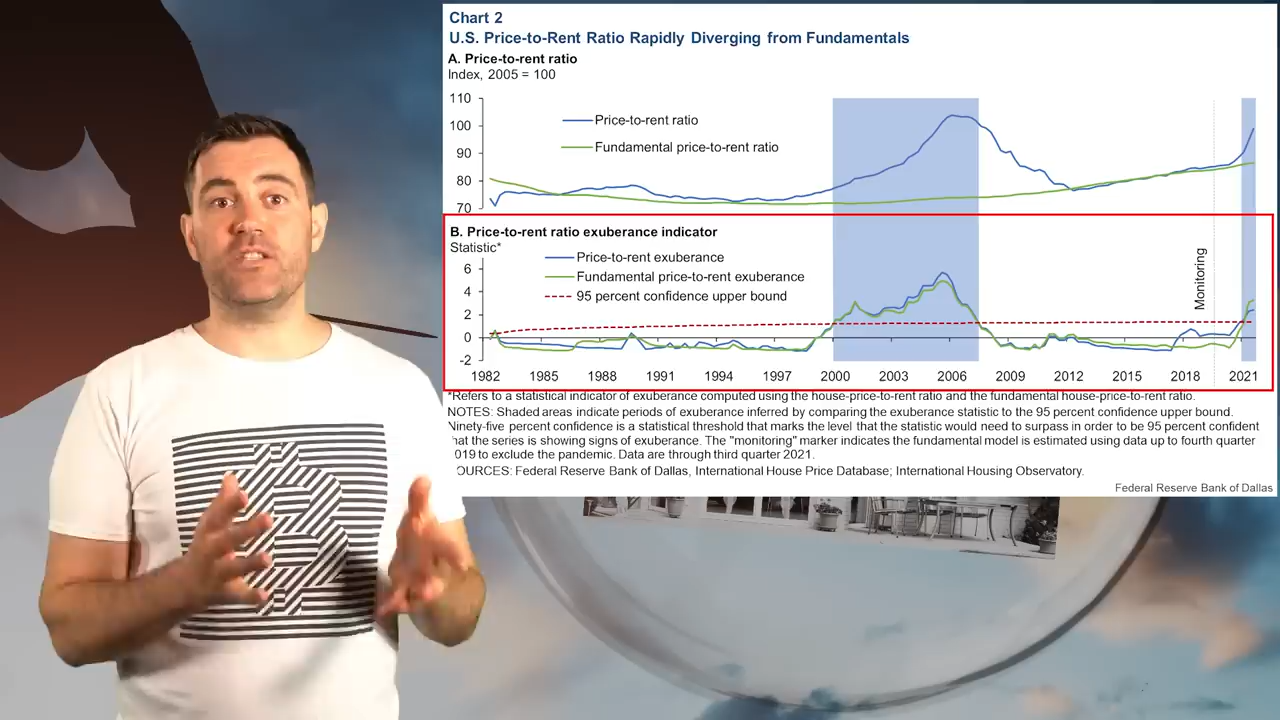 Chart 2
U.S. Price-to-Rent Ratio Rapidly Diverging from Fundamentals
A. Price-to-rent ratio
Index, 2005 = 100
110
100
90
80
70
Price-to-rent ratio
Fundamental price-to-rent ratio
B. Price-to-rent ratio exuberance indicator
Statistic*
6
4
2
0
-2
Price-to-rent exuberance
Fundamental price-to-rent exuberance
95 percent confidence upper bound
Monitoring
1982 1985 1988 1991 1994 1997 2000 2003 2006 2009 2012 2015 2018 2021
*Refers to a statistical indicator of exuberance computed using the house-price-to-rent ratio and the fundamental house-price-to-rent ratio.
NOTES: Shaded areas indicate periods of exuberance inferred by comparing the exuberance statistic to the 95 percent confidence upper bound.
Ninety-five percent confidence is a statistical threshold that marks the level that the statistic would need to surpass in order to be 95 percent confident
hat the series is showing signs of exuberance. The "monitoring" marker indicates the fundamental model is estimated using data up to fourth quarter
019 to exclude the pandemic. Data are through third quarter 2021.
OURCES: Federal Reserve Bank of Dallas, International House Price Database; International Housing Observatory.
Federal Reserve Bank of Dallas